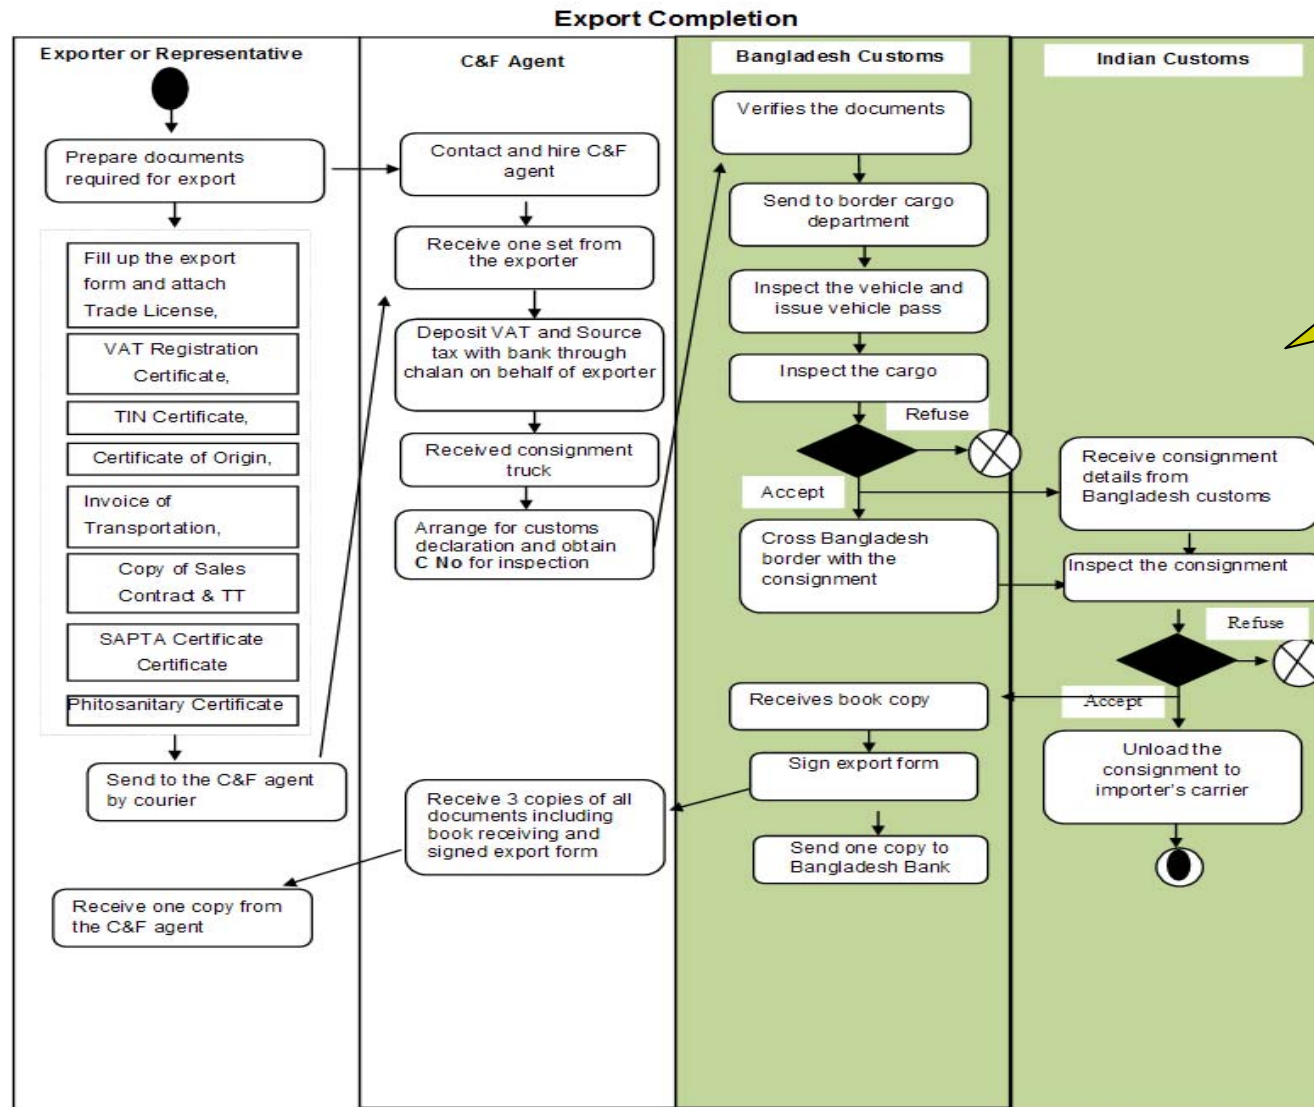 Export Completion
Exporter or Representative
C&F Agent
Bangladesh Customs
Indian Customs
Prepare documents
required for export
Fill up the export
form and attach
Trade License,
VAT Registration
Certificate,
TIN Certificate,
Certificate of Origin,
Invoice of
Transportation,
Copy of Sales
Contract & TT
SAPTA Certificate
Certificate
Phitosanitary Certificate
Send to the C&F agent
by courier
Receive one copy from
the C&F agent
Contact and hire C&F
agent
Receive one set from
the exporter
Deposit VAT and Source
tax with bank through
chalan on behalf of exporter
Received consignment
truck
Arrange for customs
declaration and obtain
C No for inspection
Receive 3 copies of all
documents including
book receiving and
signed export form
Verifies the documents
Send to border cargo
department
Inspect the vehicle and
issue vehicle pass
Inspect the cargo
Refuse
Accept
Cross Bangladesh
border with the
consignment
Receives book copy
Sign export form
Send one copy to
Bangladesh Bank
Receive consignment
details from
Bangladesh customs
Inspect the consignment
Refuse
Accept
Unload the
consignment to
importer's carrier